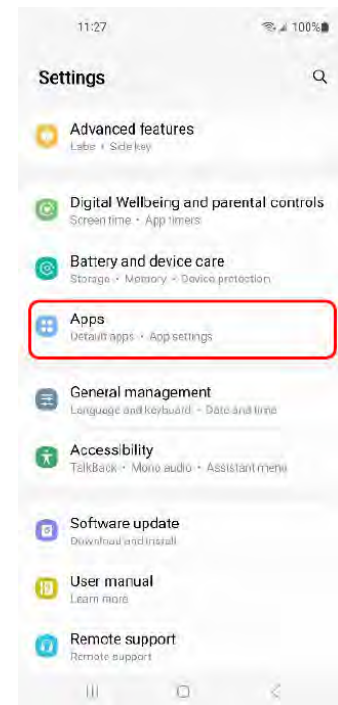 11:27 100%
Settings
Advanced features
Labs • Side key
Digital Wellbeing and parental controls
Screen time • App timers
Battery and device care
Storage • Memory • Device protection
Apps
Default apps • App settings
General management
Language and keyboard • Date and time
Accessibility
TalkBack • Mono audio • Assistant menu
Software update
Download and install
User manual
Learn more
Remote support
Remote support